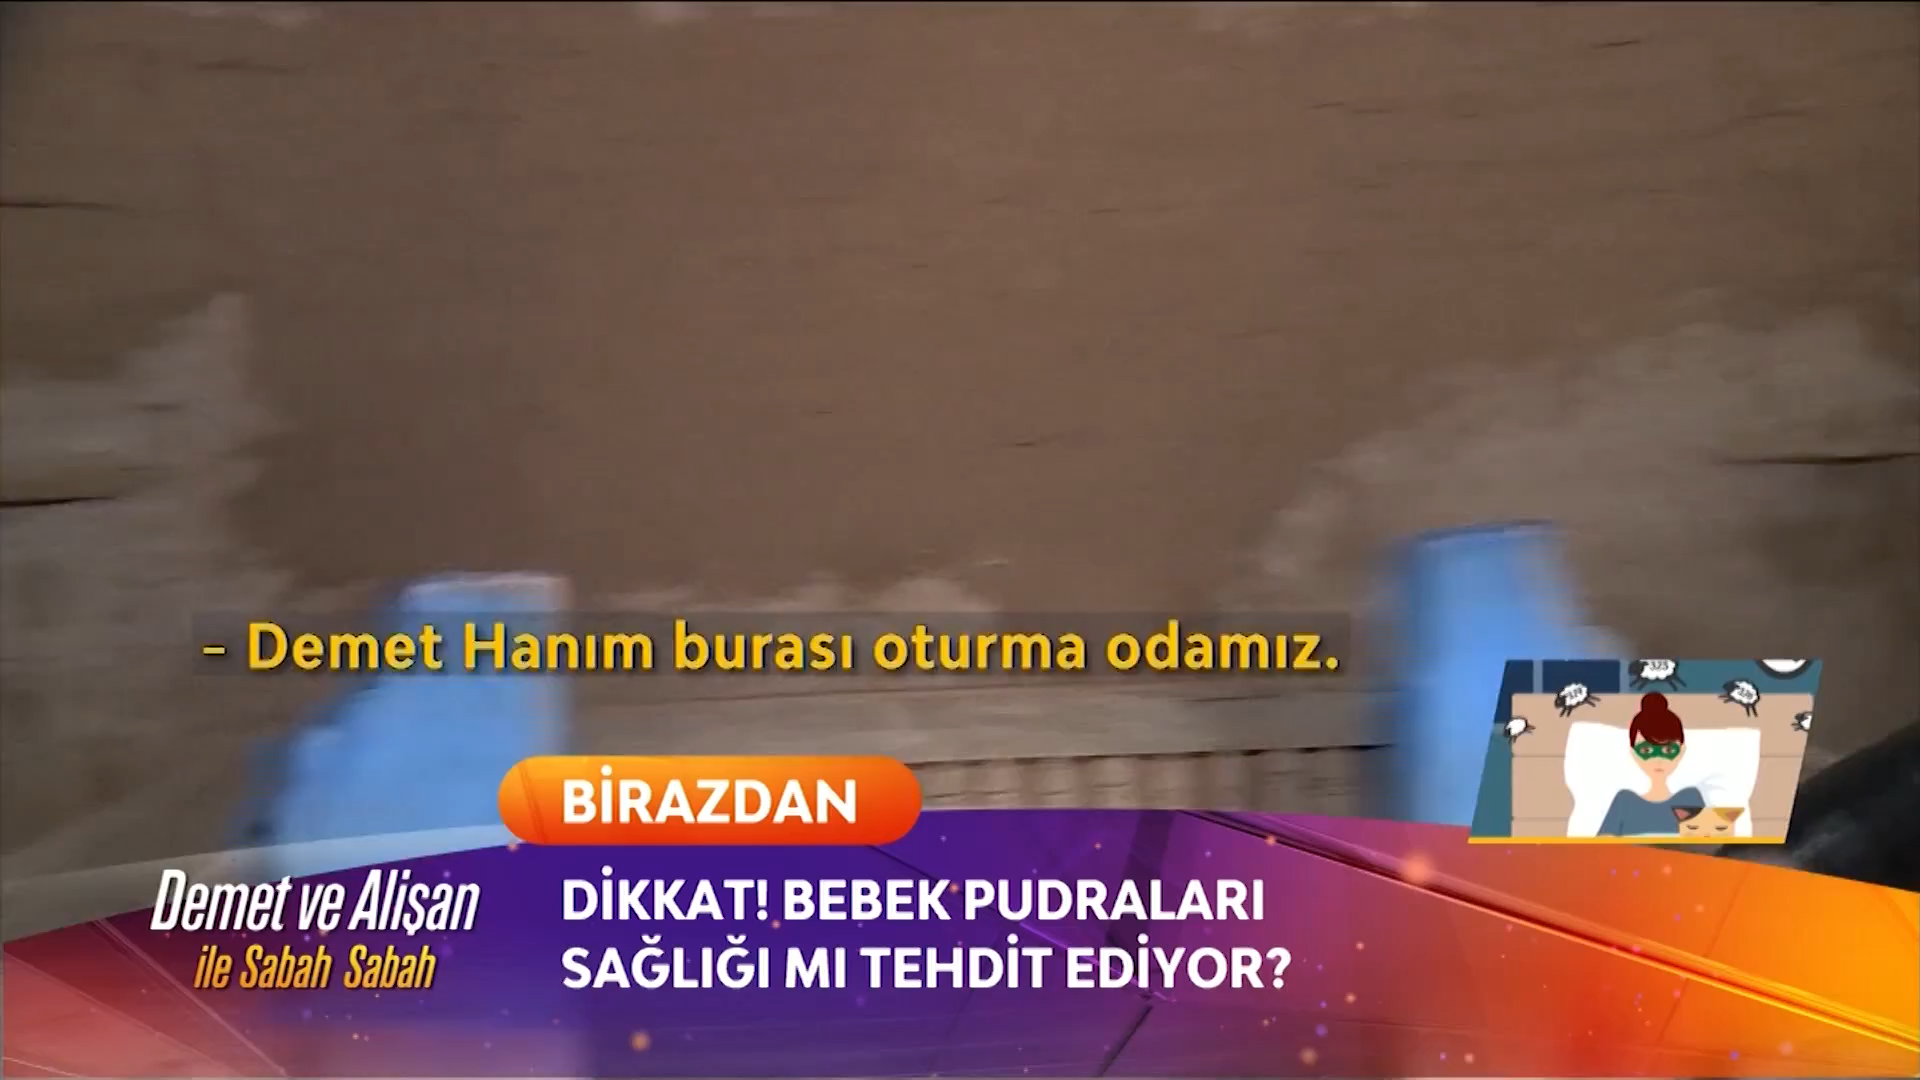 - Demet Hanım burası oturma odamız.
BİRAZDAN
Demet ve Alişan
ile Sabah Sabah
DİKKAT! BEBEK PUDRALARI
SAĞLIĞI MI TEHDİT EDİYOR?